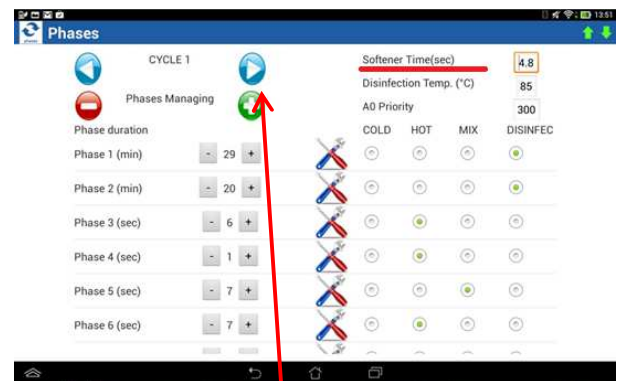 13:51
Phases
CYCLE 1
Softener Time(sec) 4.8
Disinfection Temp. (°C) 85
Phases Managing
A0 Priority 300
Phase duration COLD HOT MIX DISINFEC
Phase 1 (min) - 29 +
Phase 2 (min) - 20 +
Phase 3 (sec) - 6 +
Phase 4 (sec) - 1 +
Phase 5 (sec) - 7 +
Phase 6 (sec) - 7 +